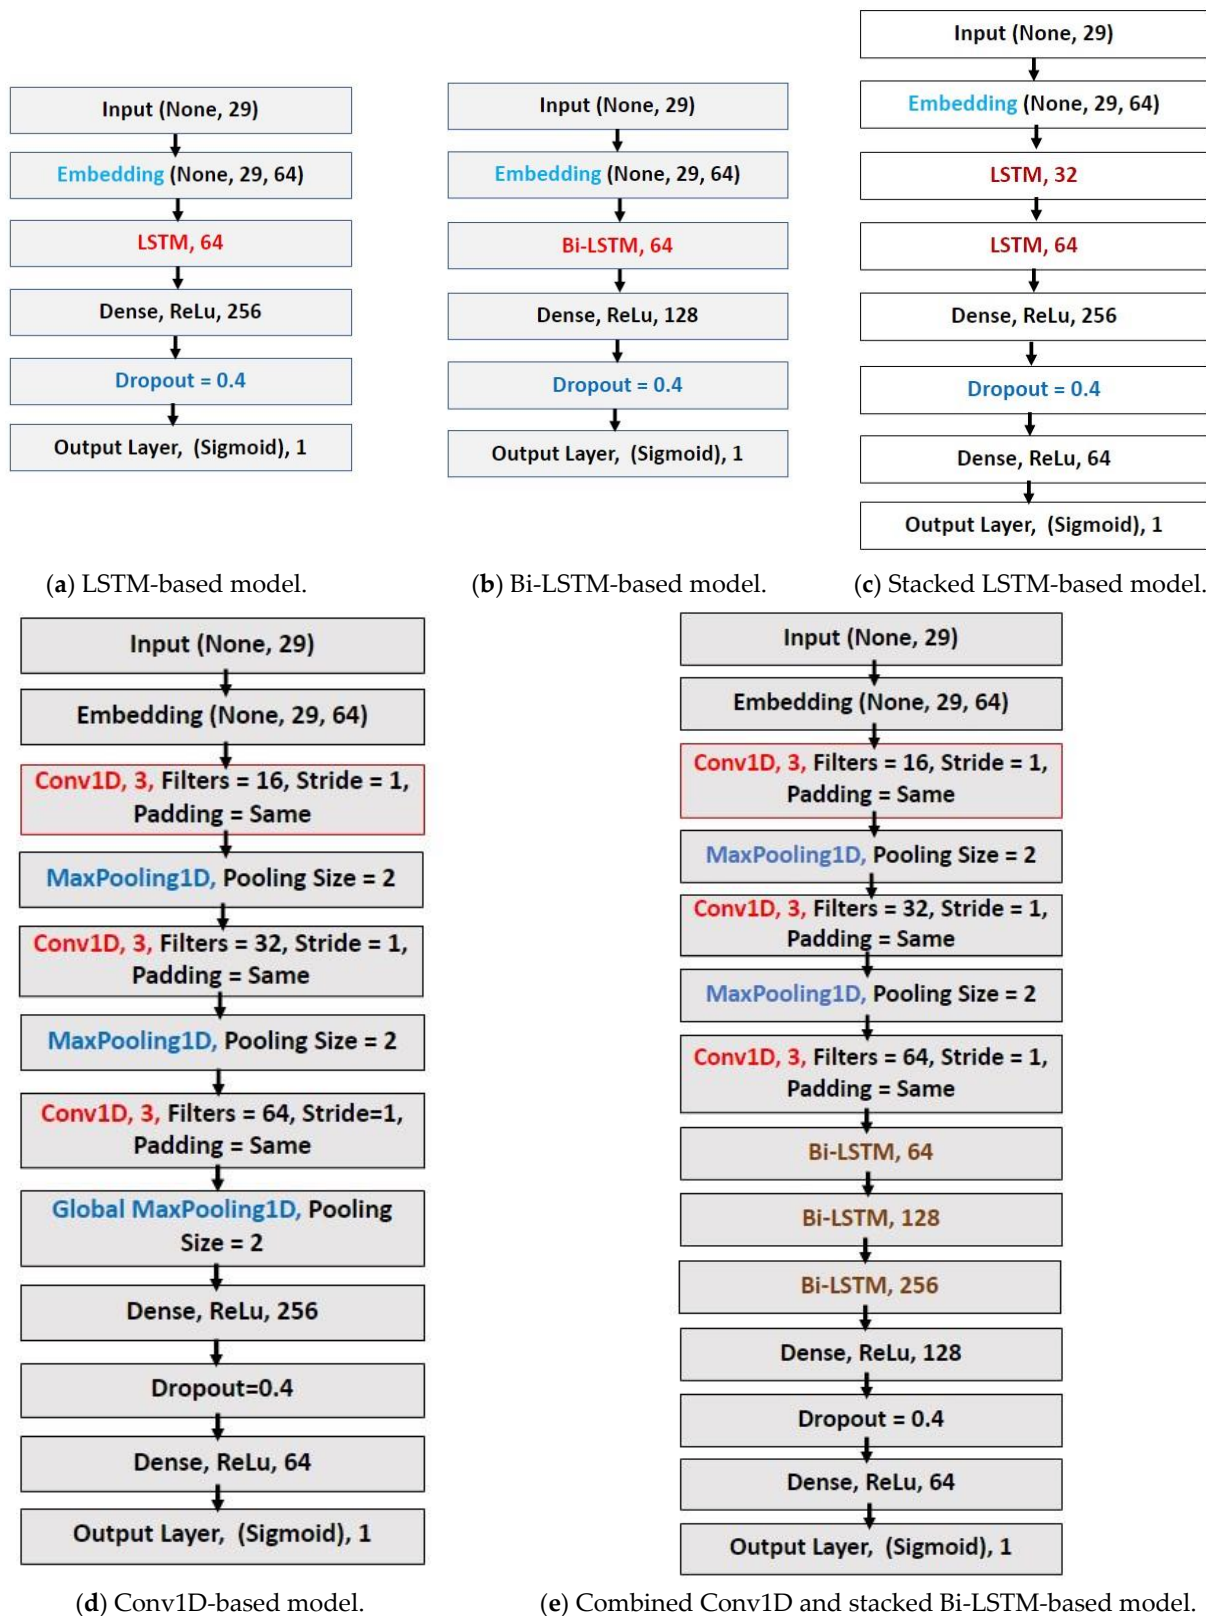 Input (None, 29)
Embedding (None, 29, 64)
LSTM, 64
Dense, ReLu, 256
Dropout = 0.4
Output Layer, (Sigmoid), 1
(a) LSTM-based model.
Input (None, 29)
Embedding (None, 29, 64)
Bi-LSTM, 64
Dense, ReLu, 128
Dropout = 0.4
Output Layer, (Sigmoid), 1
(b) Bi-LSTM-based model.
Input (None, 29)
Embedding (None, 29, 64)
LSTM, 32
LSTM, 64
Dense, ReLu, 256
Dropout = 0.4
Dense, ReLu, 64
Output Layer, (Sigmoid), 1
(c) Stacked LSTM-based model.
Input (None, 29)
Embedding (None, 29, 64)
Conv1D, 3, Filters = 16, Stride = 1,
Padding = Same
MaxPooling1D, Pooling Size = 2
Conv1D, 3, Filters = 32, Stride = 1,
Padding = Same
MaxPooling1D, Pooling Size = 2
Conv1D, 3, Filters = 64, Stride=1,
Padding = Same
Global MaxPooling1D, Pooling
Size = 2
Dense, ReLu, 256
Dropout=0.4
Dense, ReLu, 64
Output Layer, (Sigmoid), 1
(d) Conv1D-based model.
Input (None, 29)
Embedding (None, 29, 64)
Conv1D, 3, Filters = 16, Stride = 1,
Padding = Same
MaxPooling1D, Pooling Size = 2
Conv1D, 3, Filters = 32, Stride = 1,
Padding = Same
MaxPooling1D, Pooling Size = 2
Conv1D, 3, Filters = 64, Stride = 1,
Padding = Same
Bi-LSTM, 64
Bi-LSTM, 128
Bi-LSTM, 256
Dense, ReLu, 128
Dropout = 0.4
Dense, ReLu, 64
Output Layer, (Sigmoid), 1
(e) Combined Conv1D and stacked Bi-LSTM-based model.